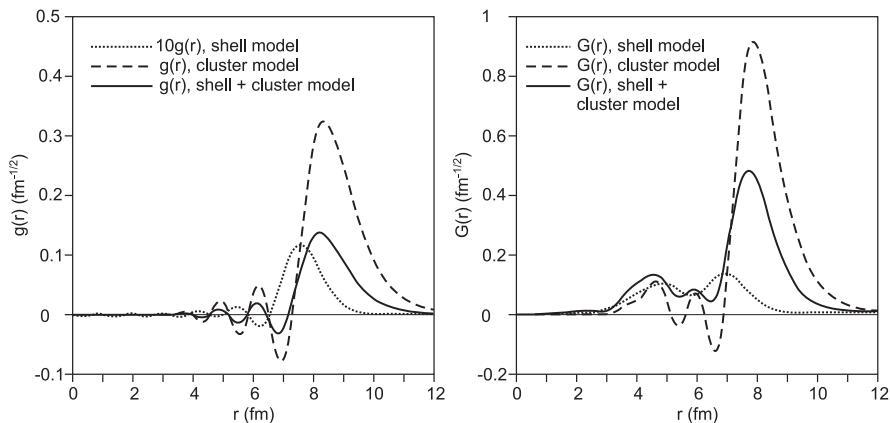 0.5
0.4
0.3
0.2
0.1
0
-0.1
g(r) (fm-1/2)
10g(r), shell model
g(r), cluster model
g(r), shell + cluster model
0 2 4 6 8 10 12
r (fm)
1
0.8
0.6
0.4
0.2
0
-0.2
G(r) (fm-1/2)
G(r), shell model
G(r), cluster model
G(r), shell +
cluster model
0 2 4 6 8 10 12
r (fm)